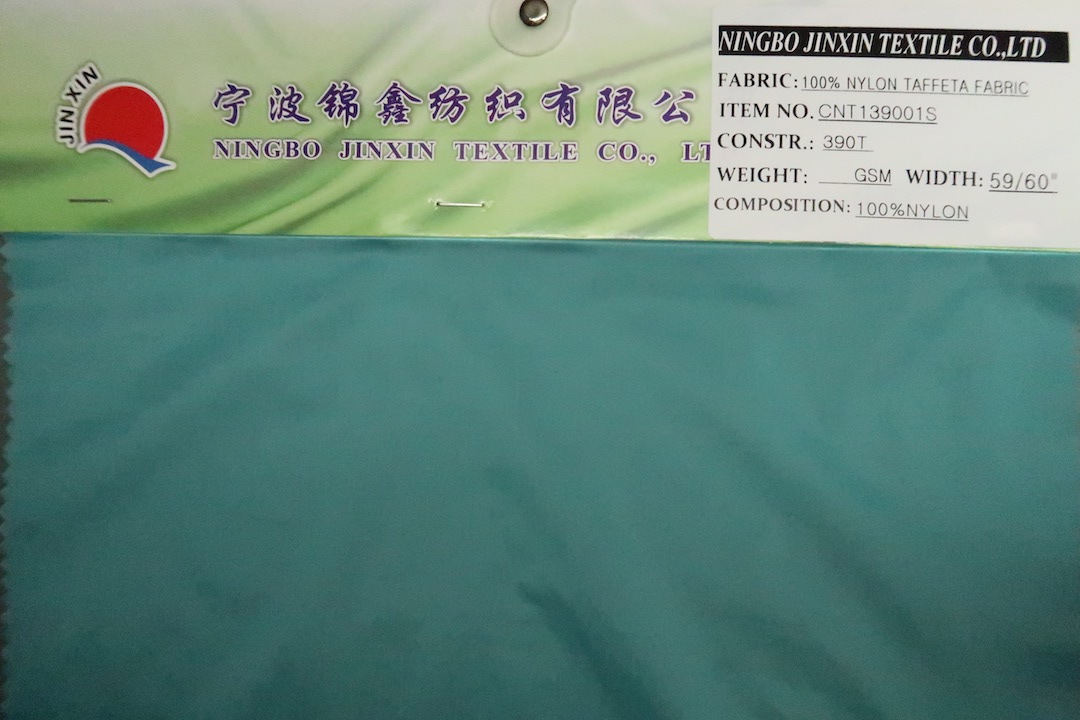 JIN XIN
宁波锦鑫纺织有限公
NINGBO JINXIN TEXTILE CO., LT
NINGBO JINXIN TEXTILE CO.,LTD
FABRIC: 100% NYLON TAFFETA FABRIC
ITEM NO. CNT139001S
CONSTR.: 390T
WEIGHT: ___GSM WIDTH: 59/60"
COMPOSITION: 100%NYLON